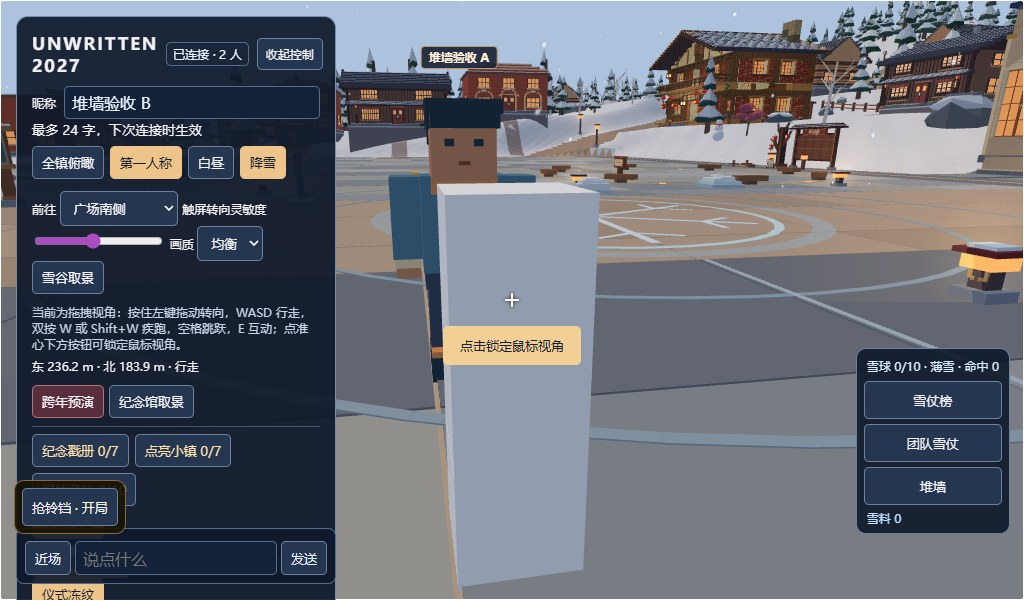 UNWRITTEN
2027
已连接 · 2 人
收起控制
昵称
堆墙验收 B
最多 24 字，下次连接时生效
全镇俯瞰
第一人称
白昼
降雪
前往
广场南侧
触屏转向灵敏度
画质
均衡
雪谷取景
当前为拖拽视角：按住左键拖动转向，WASD 行走，
双按 W 或 Shift+W 疾跑，空格跳跃，E 互动；点准
心下方按钮可锁定鼠标视角。
东 236.2 m · 北 183.9 m · 行走
跨年预演
纪念馆取景
纪念戳册 0/7
点亮小镇 0/7
抢铃铛 · 开局
近场
说点什么
发送
仪式冻纹
堆墙验收 A
点击锁定鼠标视角
雪球 0/10 · 薄雪 · 命中 0
雪仗榜
团队雪仗
堆墙
雪料 0